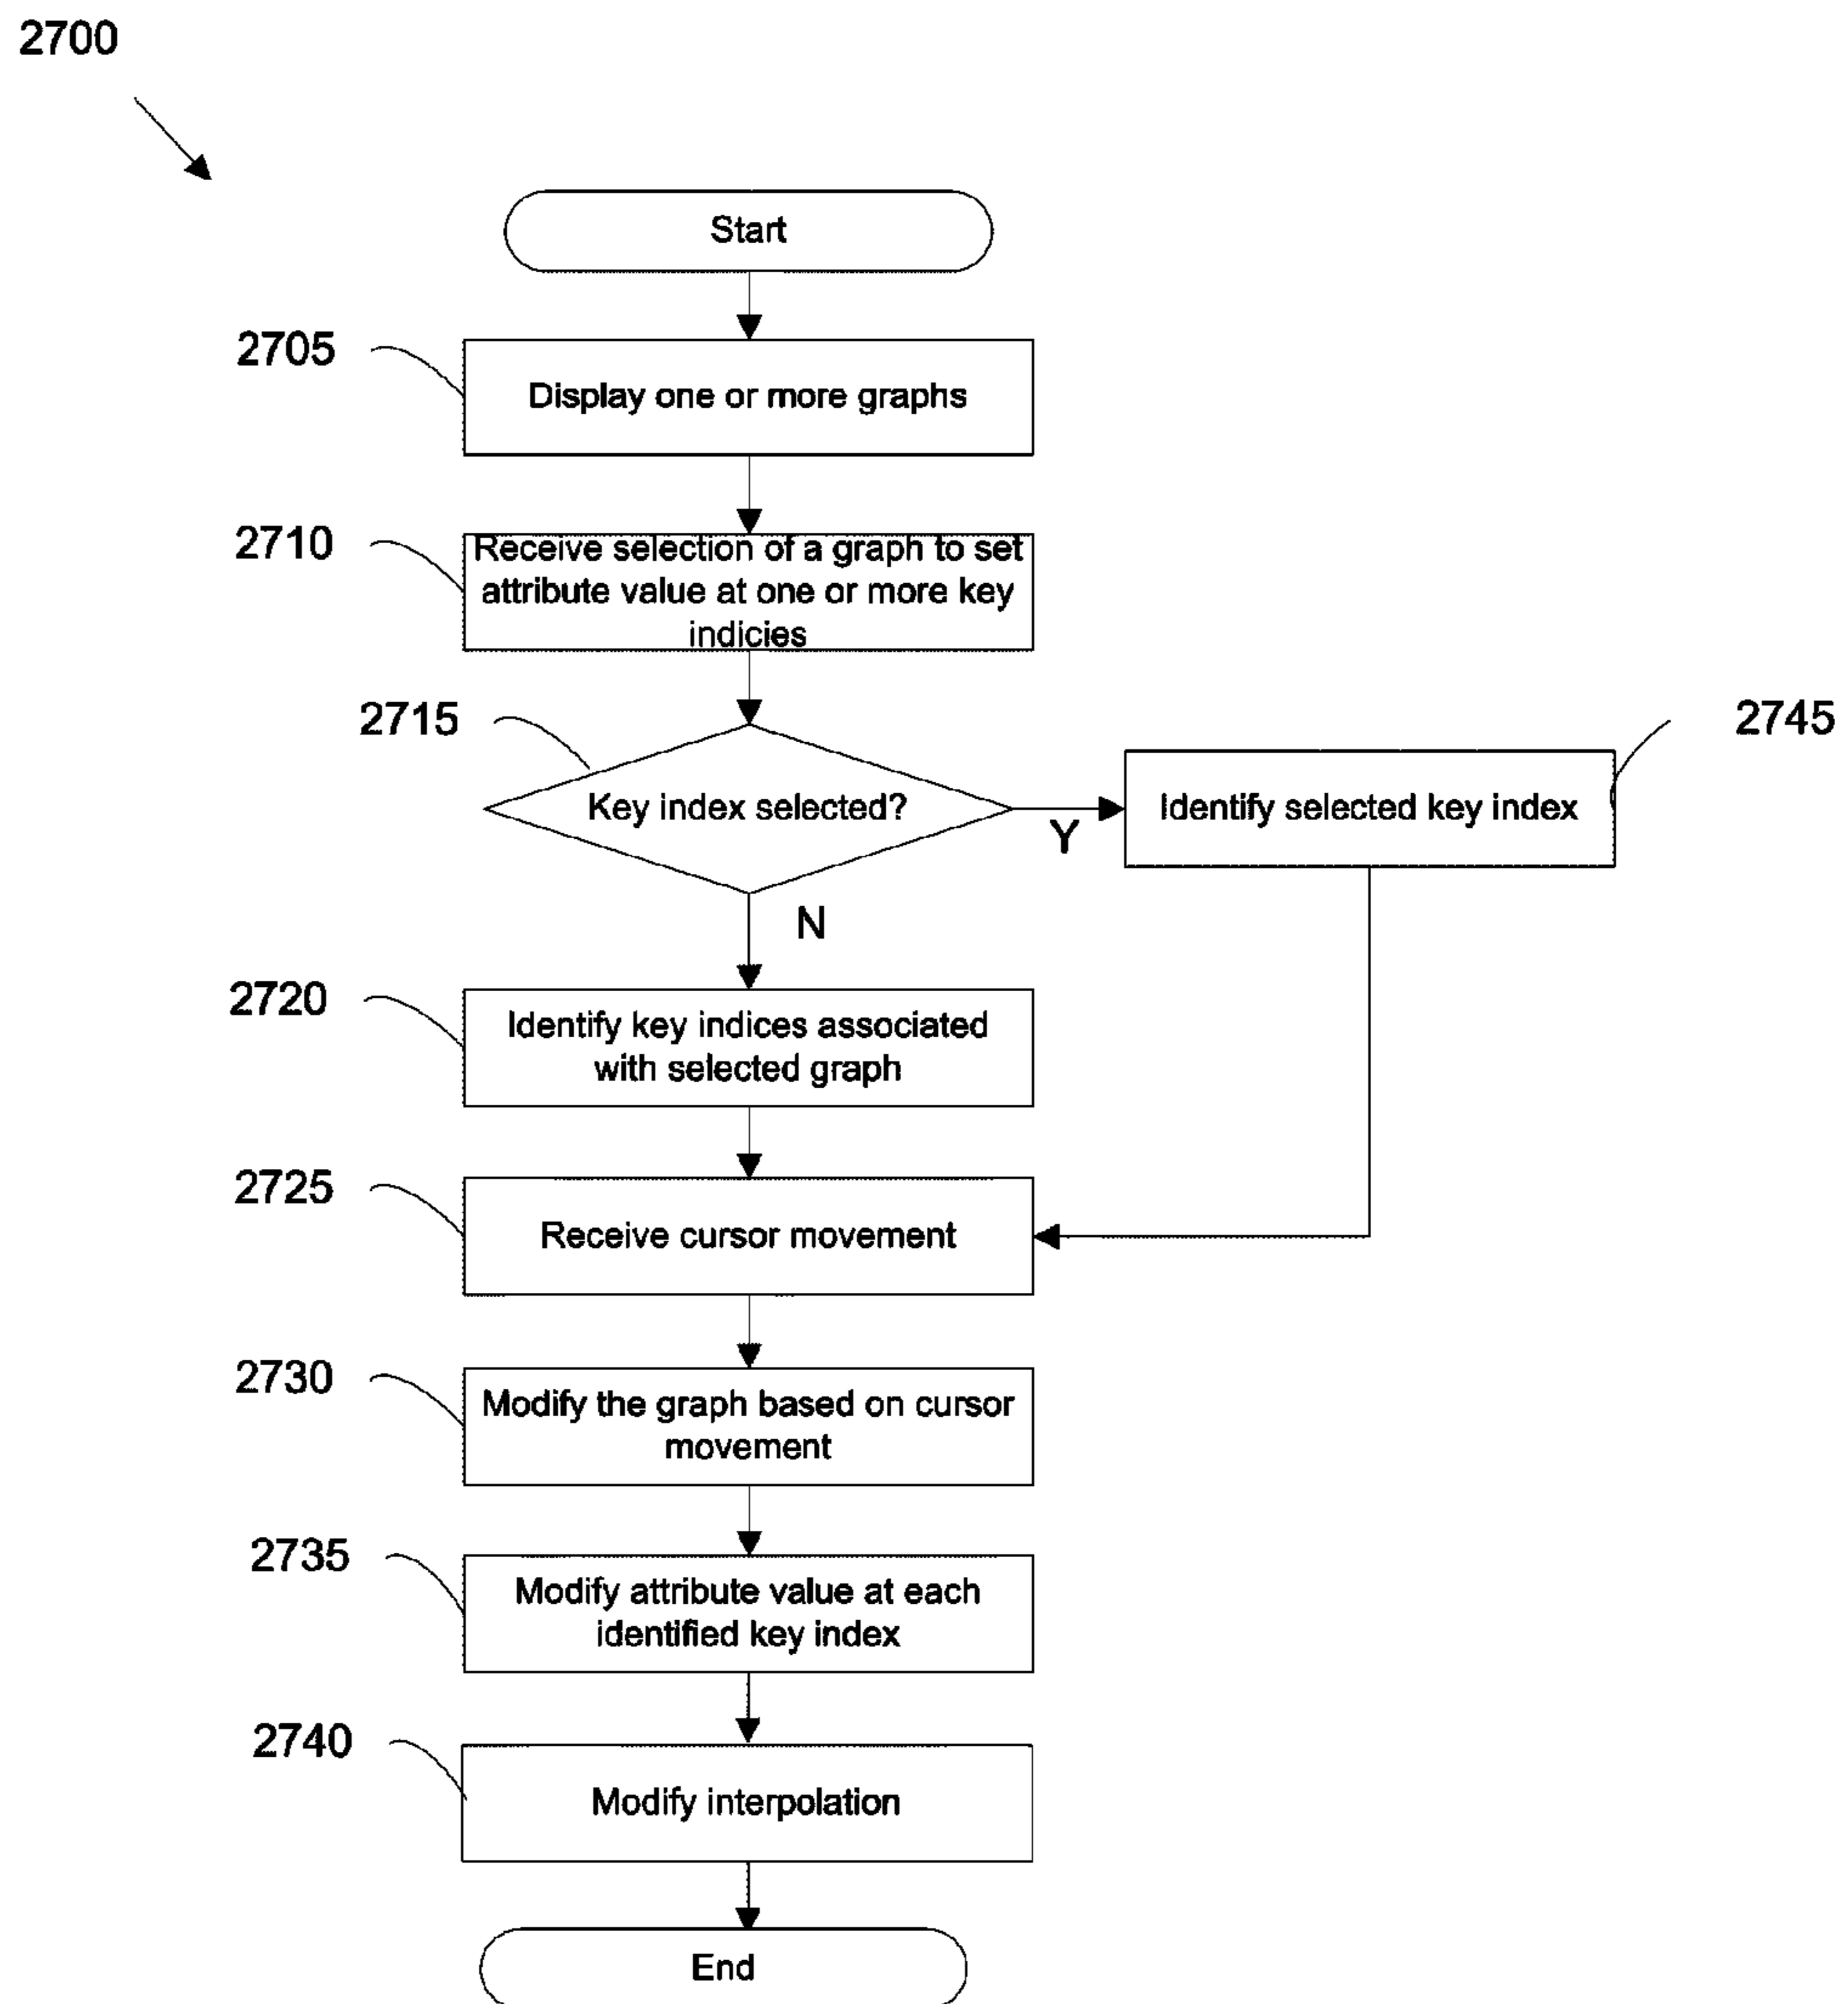 2700
Start
2705
Display one or more graphs
2710
Receive selection of a graph to set
attribute value at one or more key
indicies
2715
Key index selected?
Y
2745
Identify selected key index
N
2720
Identify key indices associated
with selected graph
2725
Receive cursor movement
2730
Modify the graph based on cursor
movement
2735
Modify attribute value at each
identified key index
2740
Modify interpolation
End